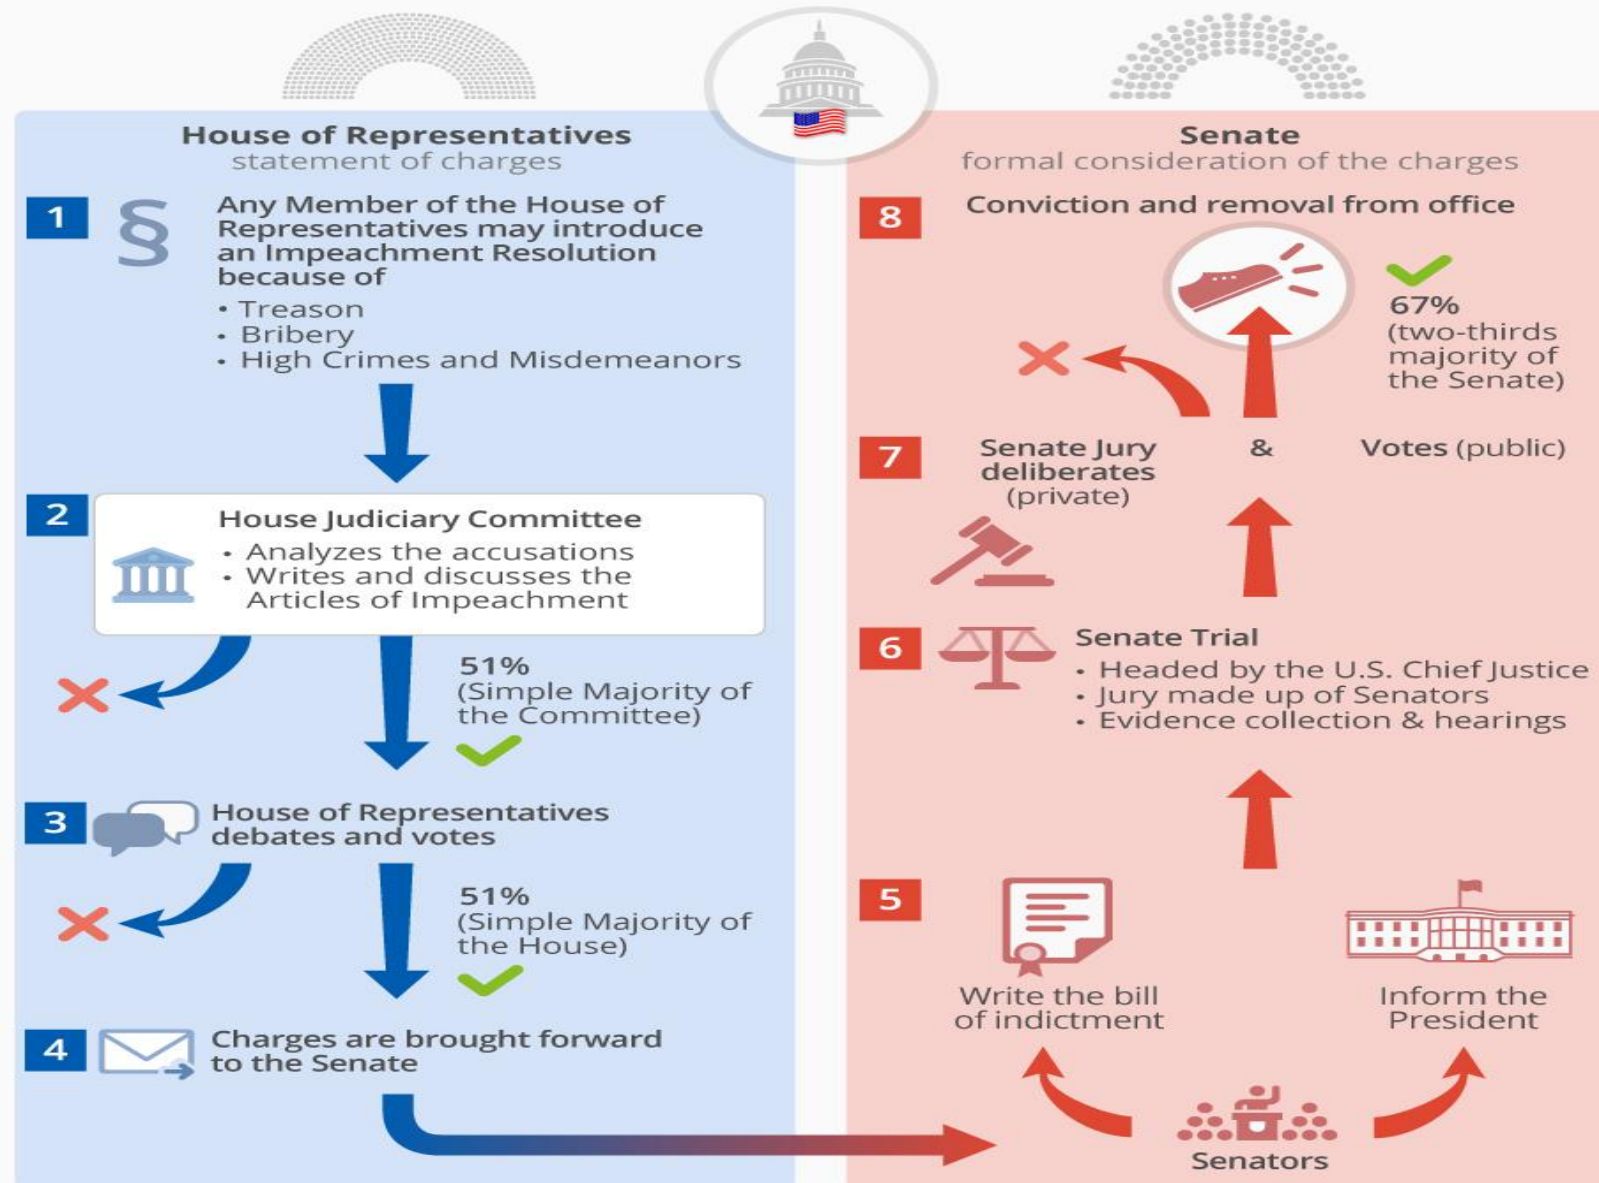 House of Representatives
statement of charges
1
§
Any Member of the House of
Representatives may introduce
an Impeachment Resolution
because of
• Treason
• Bribery
• High Crimes and Misdemeanors
2
House Judiciary Committee
• Analyzes the accusations
• Writes and discusses the
Articles of Impeachment
51%
(Simple Majority of
the Committee)
3
House of Representatives
debates and votes
51%
(Simple Majority of
the House)
4
Charges are brought forward
to the Senate
Senate
formal consideration of the charges
8
Conviction and removal from office
67%
(two-thirds
majority of
the Senate)
7
Senate Jury
deliberates
(private)
&
Votes (public)
6
Senate Trial
• Headed by the U.S. Chief Justice
• Jury made up of Senators
• Evidence collection & hearings
5
Write the bill
of indictment
Inform the
President
Senators